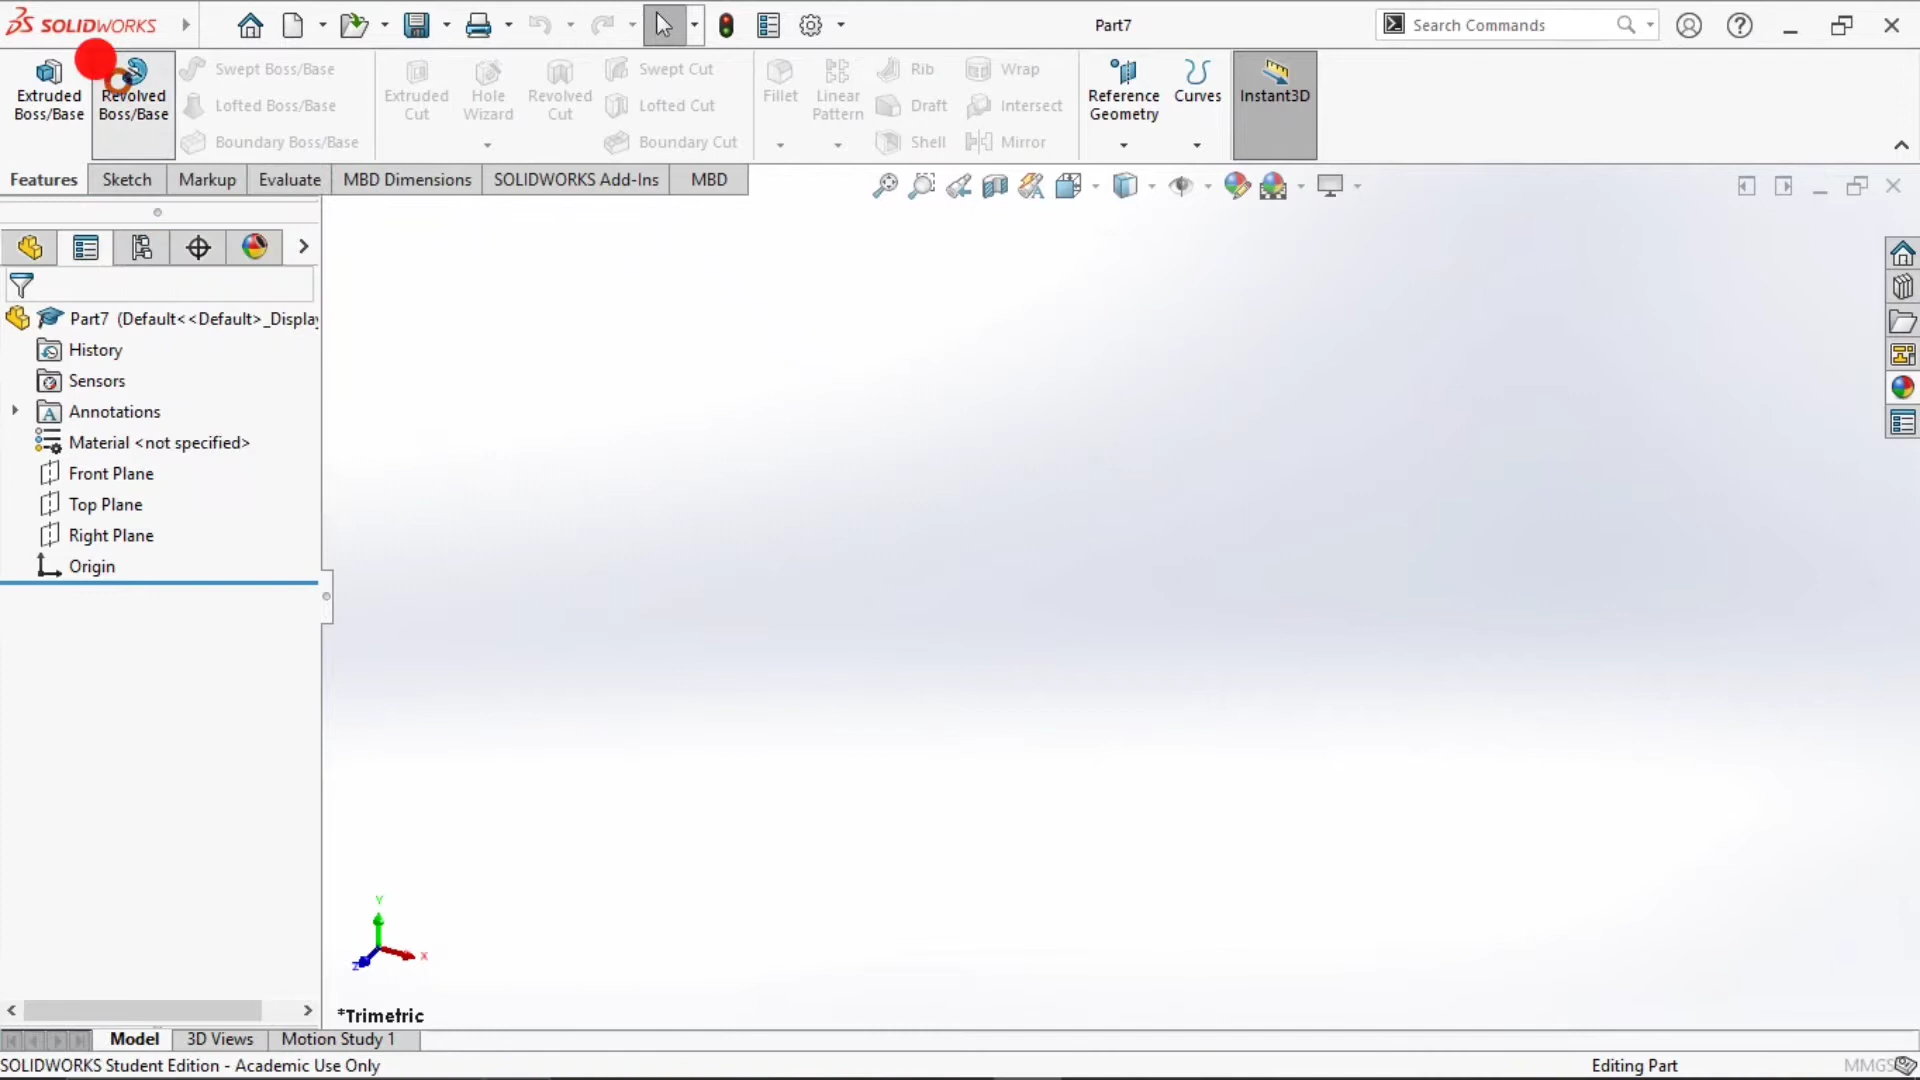 SOLIDWORKS
Part7
Search Commands
Extruded Boss/Base
Revolved Boss/Base
Swept Boss/Base
Lofted Boss/Base
Boundary Boss/Base
Extruded Cut
Hole Wizard
Revolved Cut
Swept Cut
Lofted Cut
Boundary Cut
Fillet
Linear Pattern
Rib
Draft
Shell
Wrap
Intersect
Mirror
Reference Geometry
Curves
Instant3D
Features
Sketch
Markup
Evaluate
MBD Dimensions
SOLIDWORKS Add-Ins
MBD
Part7 (Default<<Default>_Display
History
Sensors
Annotations
Material <not specified>
Front Plane
Top Plane
Right Plane
Origin
Y
X
Z
*Trimetric
Model
3D Views
Motion Study 1
SOLIDWORKS Student Edition - Academic Use Only
Editing Part
MMGS